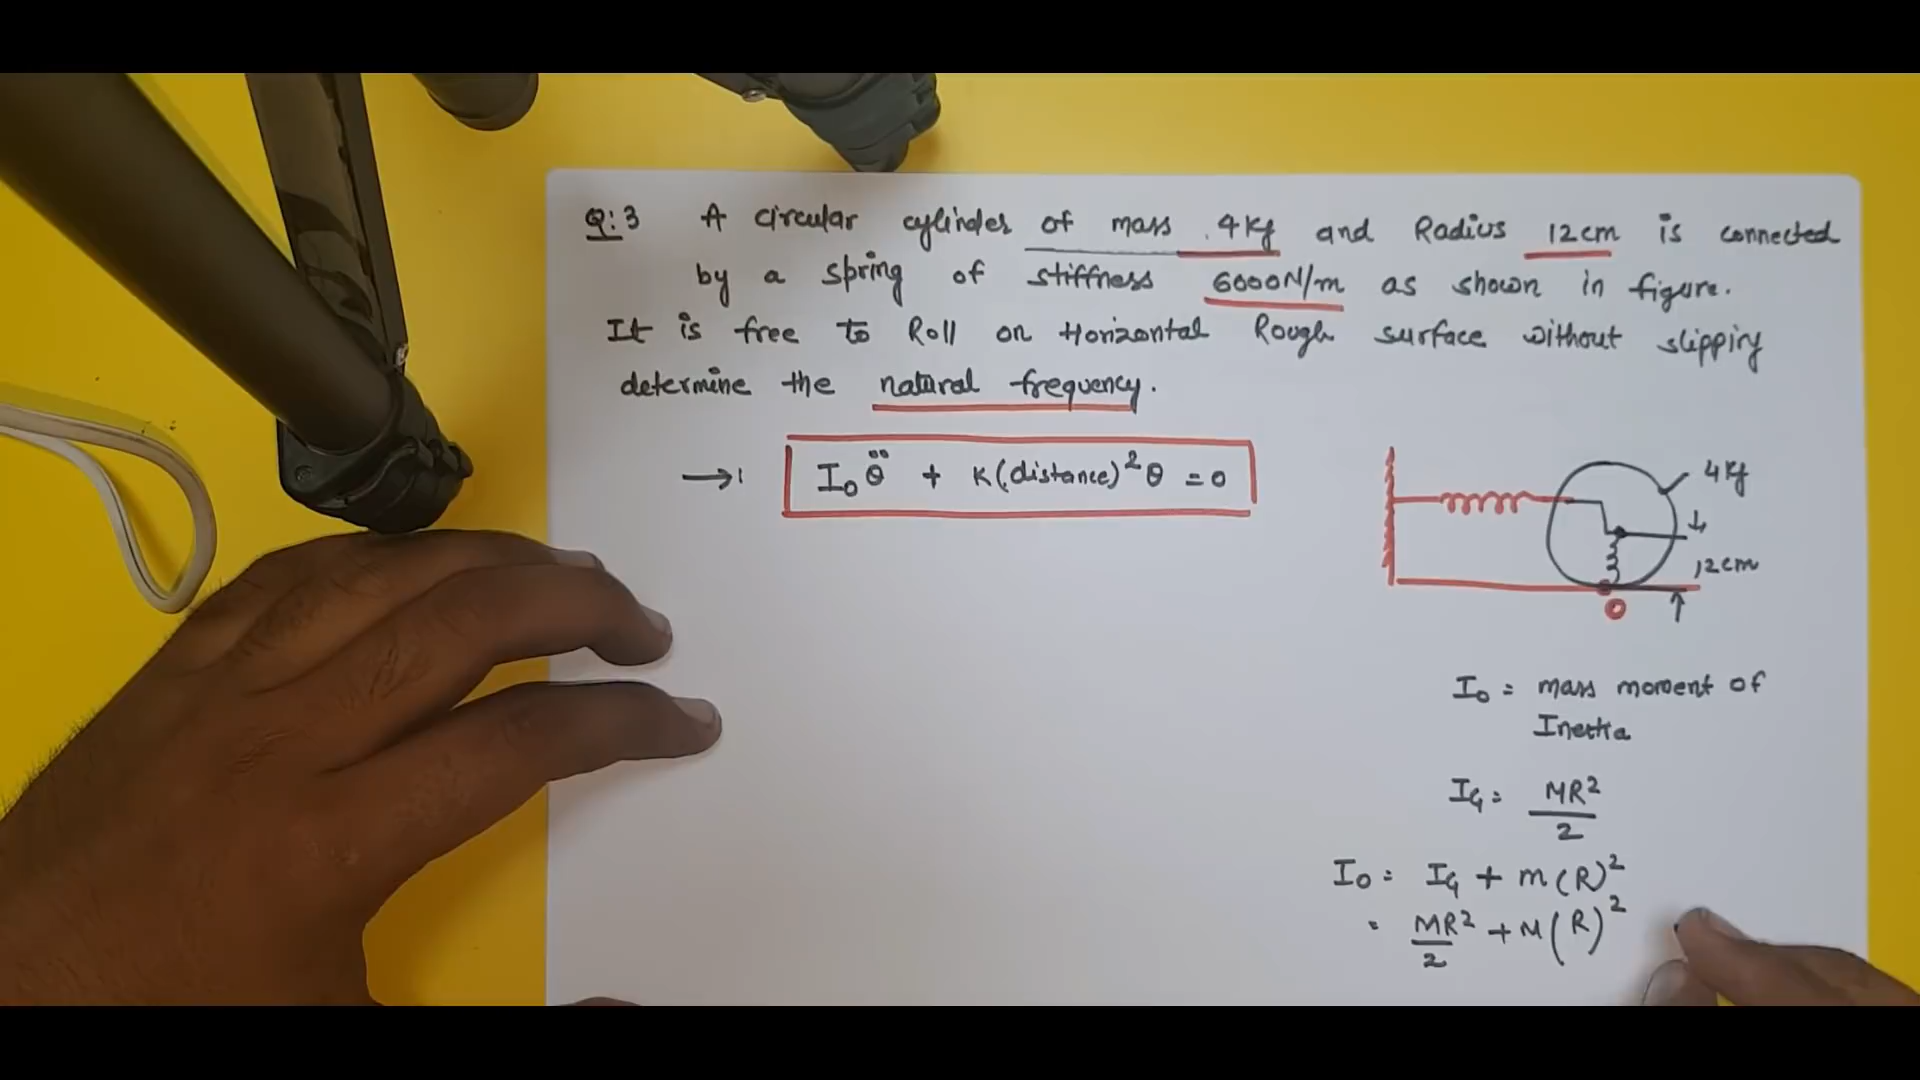 Q:3 A circular cylinder of mass 4Kg and Radius 12cm is connected
by a spring of stiffness 6000N/m as shown in figure.
It is free to Roll on Horizontal Rough surface without slipping
determine the natural frequency.
→ I₀ θ̈ + K(distance)²θ = 0
4Kg
12cm
O
I₀ = mass moment of
Inertia
I_G = MR²/2
I₀ = I_G + m(R)²
= MR²/2 + M(R)²